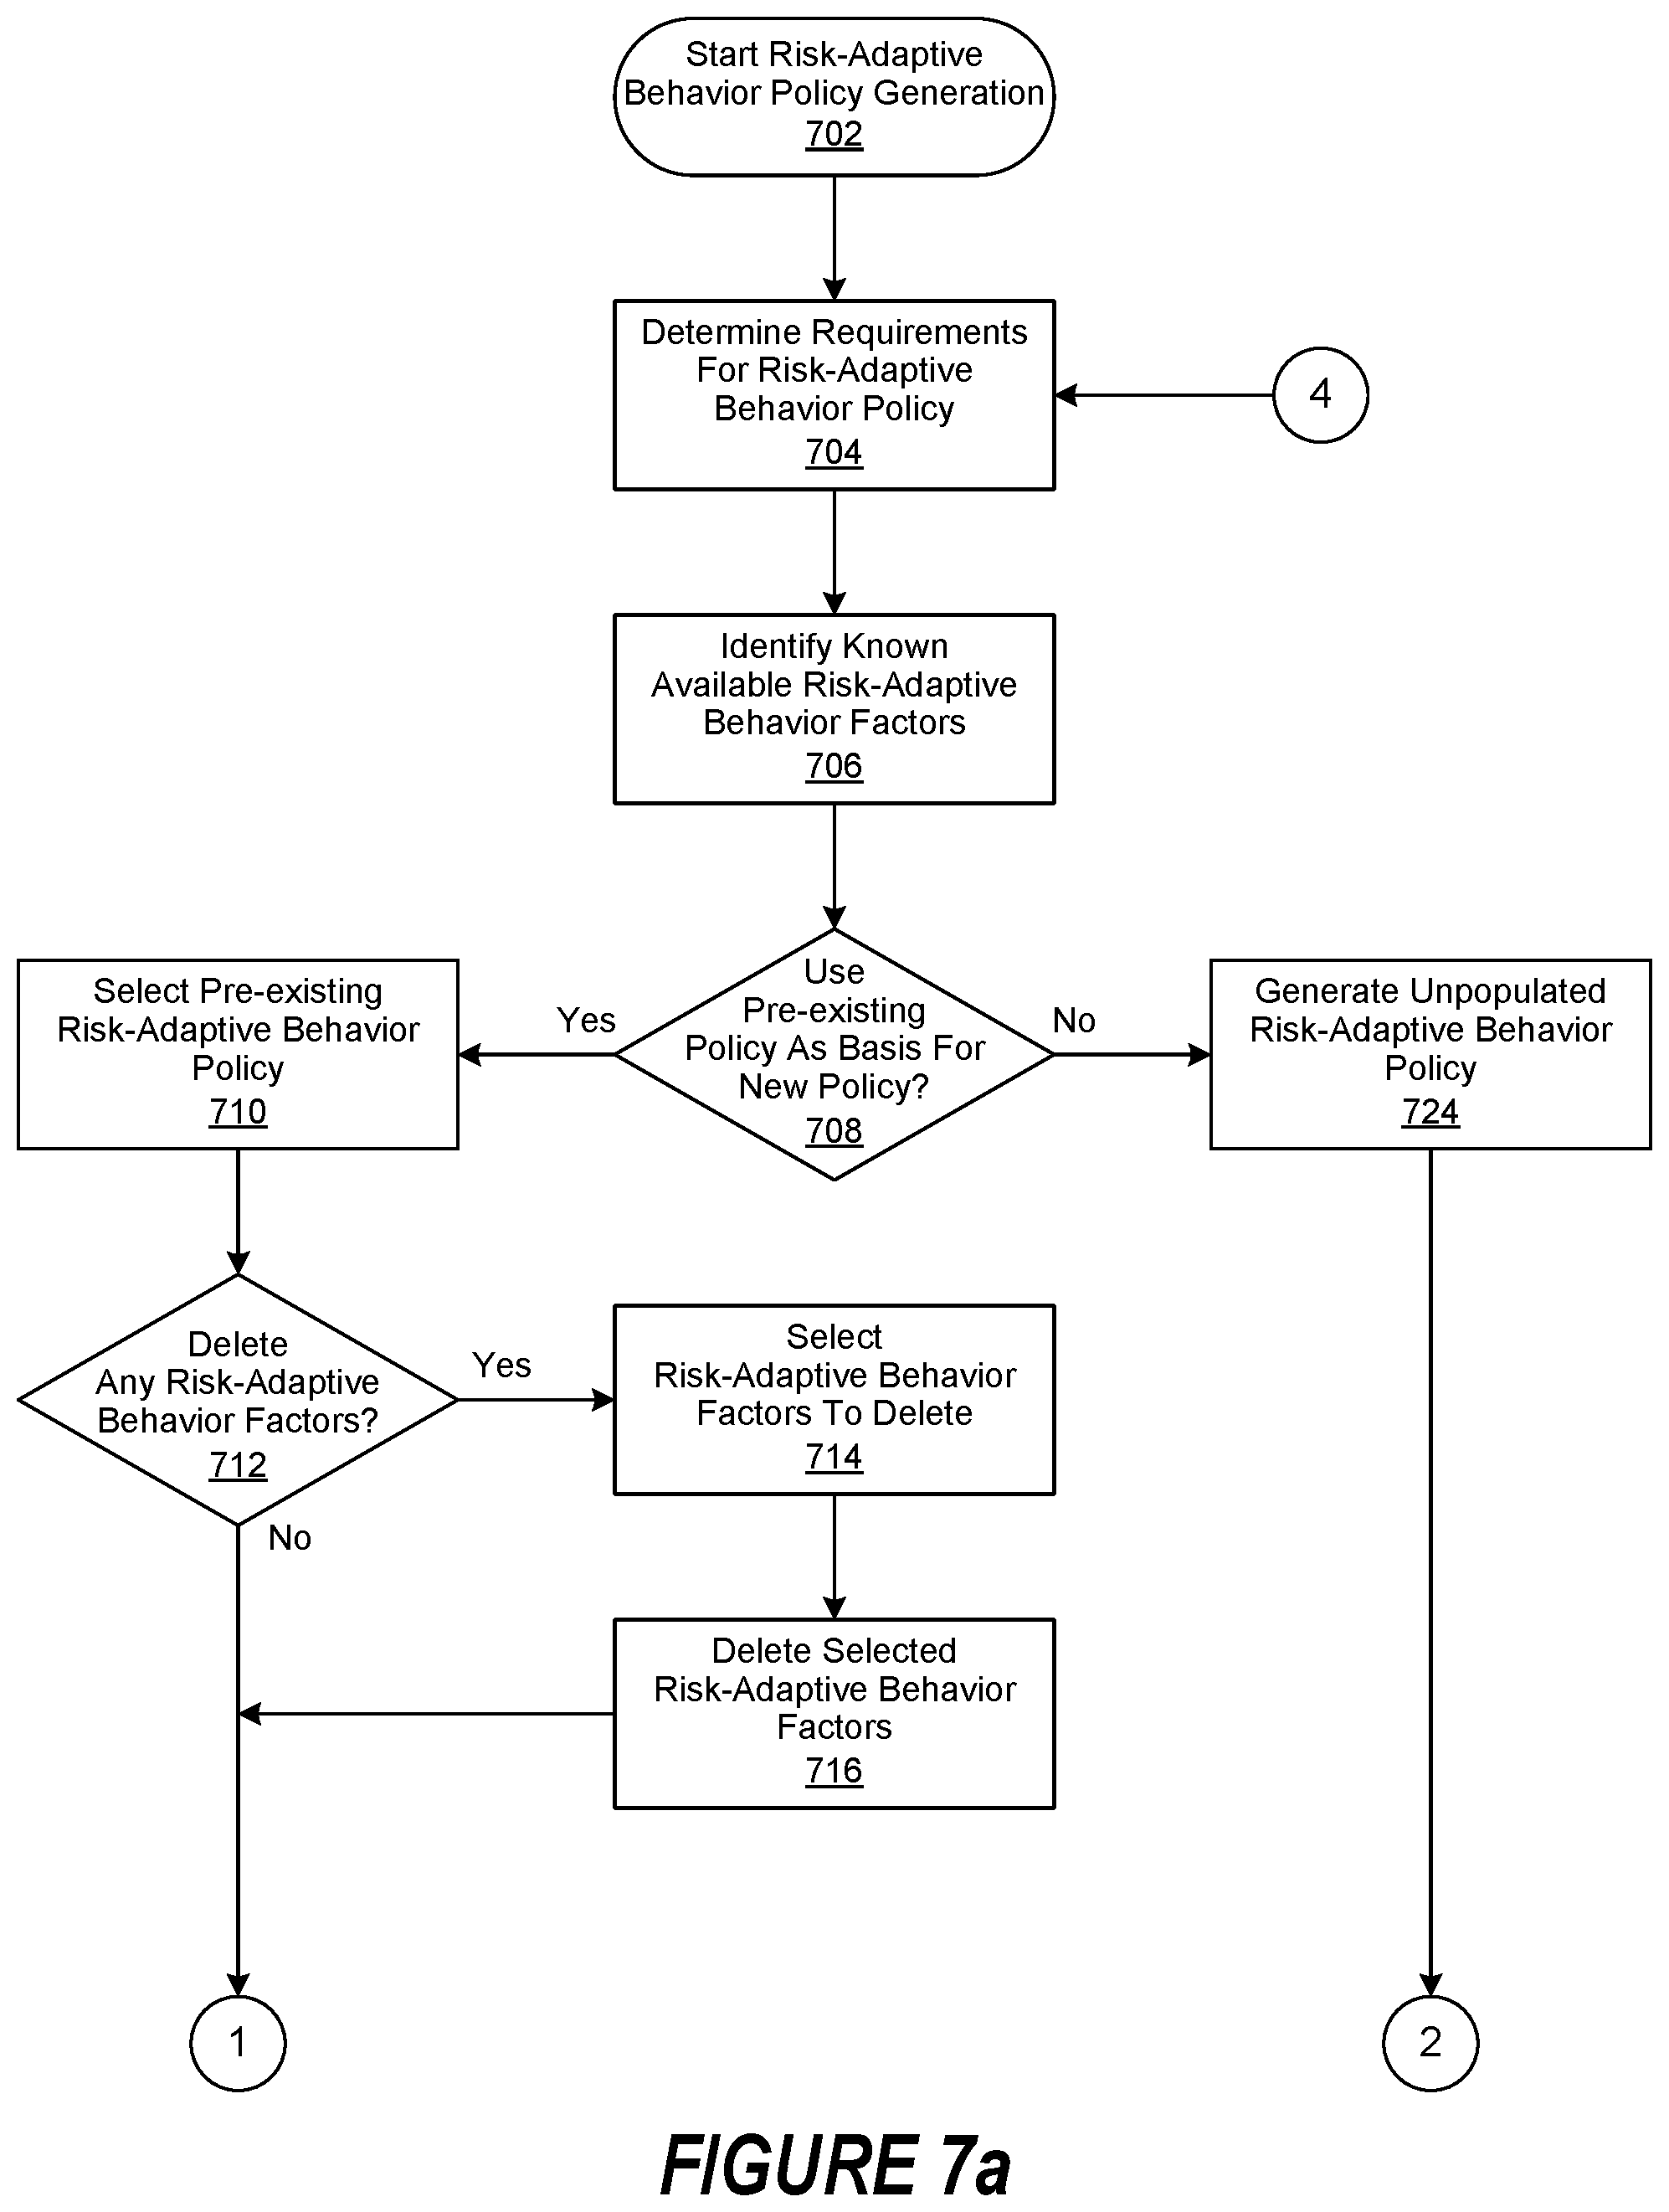 Start Risk-Adaptive
Behavior Policy Generation
702
Determine Requirements
For Risk-Adaptive
Behavior Policy
704
4
Identify Known
Available Risk-Adaptive
Behavior Factors
706
Use
Pre-existing
Policy As Basis For
New Policy?
708
Yes
No
Select Pre-existing
Risk-Adaptive Behavior
Policy
710
Generate Unpopulated
Risk-Adaptive Behavior
Policy
724
Delete
Any Risk-Adaptive
Behavior Factors?
712
Yes
No
Select
Risk-Adaptive Behavior
Factors To Delete
714
Delete Selected
Risk-Adaptive Behavior
Factors
716
1
2
FIGURE 7a